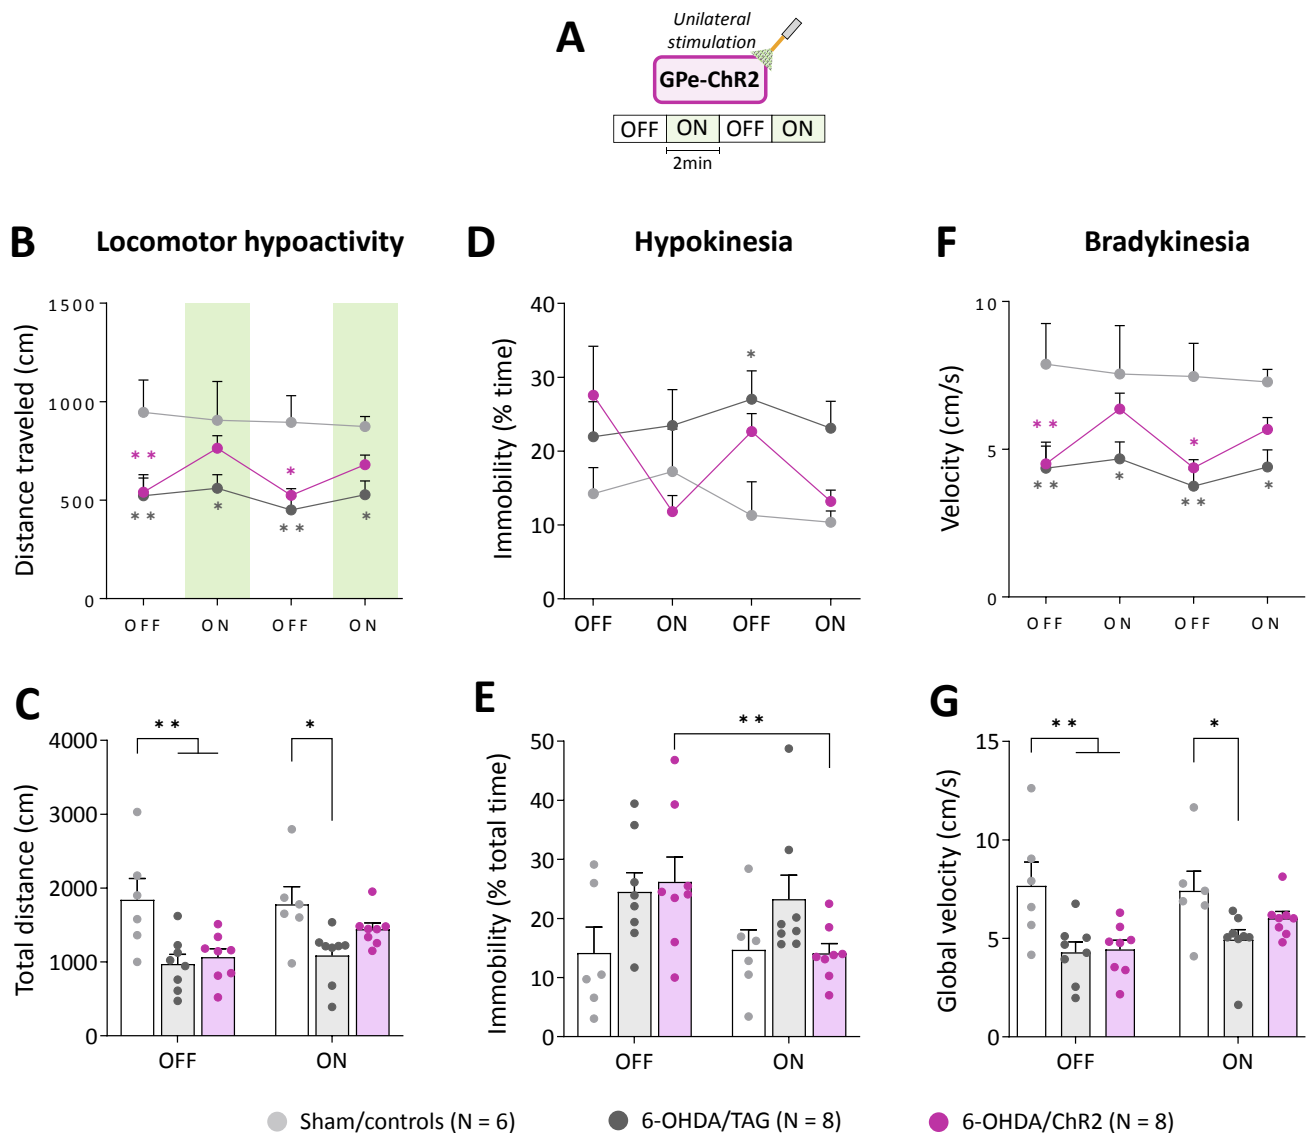 A
Unilateral
stimulation
GPe-ChR2
OFF ON OFF ON
2min
B Locomotor hypoactivity
Distance traveled (cm)
1500
1000
500
0
** * *
** * ** *
OFF ON OFF ON
D Hypokinesia
Immobility (% time)
40
30
20
10
0
*
OFF ON OFF ON
F Bradykinesia
Velocity (cm/s)
10
5
0
** *
** * ** *
OFF ON OFF ON
C
Total distance (cm)
4000
3000
2000
1000
0
** *
OFF ON
E
Immobility (% total time)
50
40
30
20
10
0
**
OFF ON
G
Global velocity (cm/s)
15
10
5
0
** *
OFF ON
Sham/controls (N = 6) 6-OHDA/TAG (N = 8) 6-OHDA/ChR2 (N = 8)